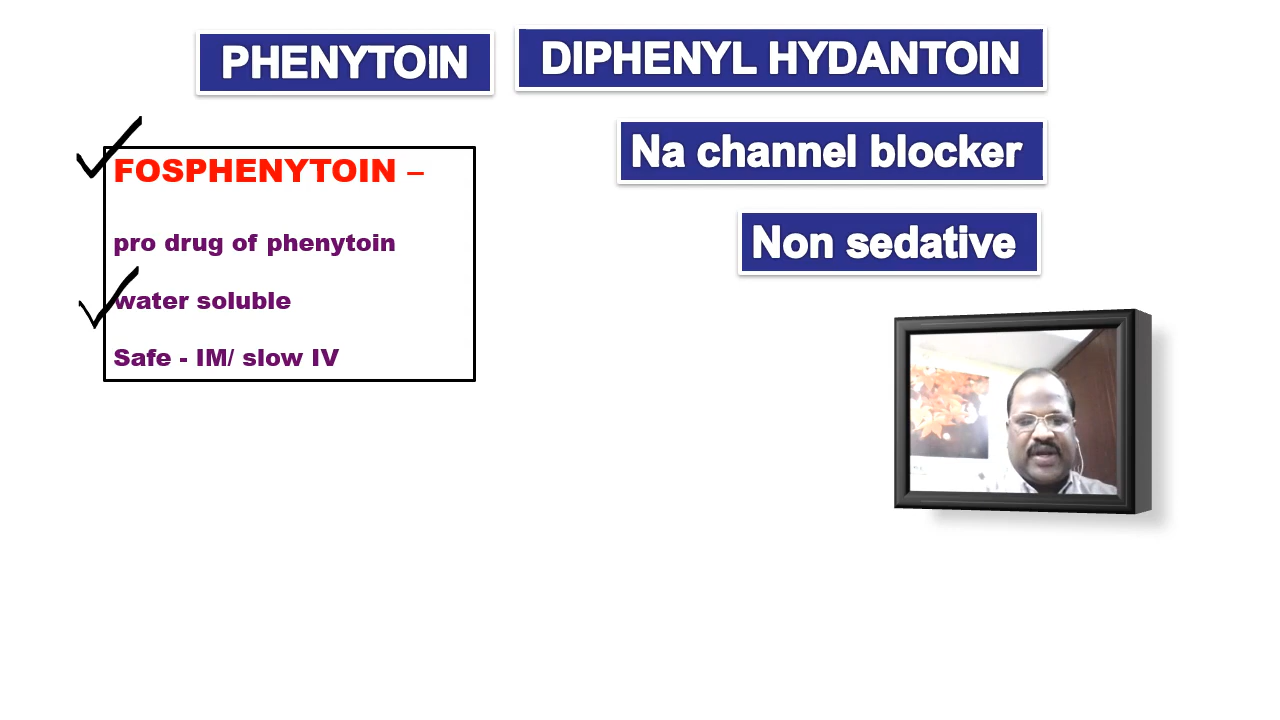 PHENYTOIN
DIPHENYL HYDANTOIN
Na channel blocker
Non sedative
FOSPHENYTOIN –
pro drug of phenytoin
water soluble
Safe - IM/ slow IV